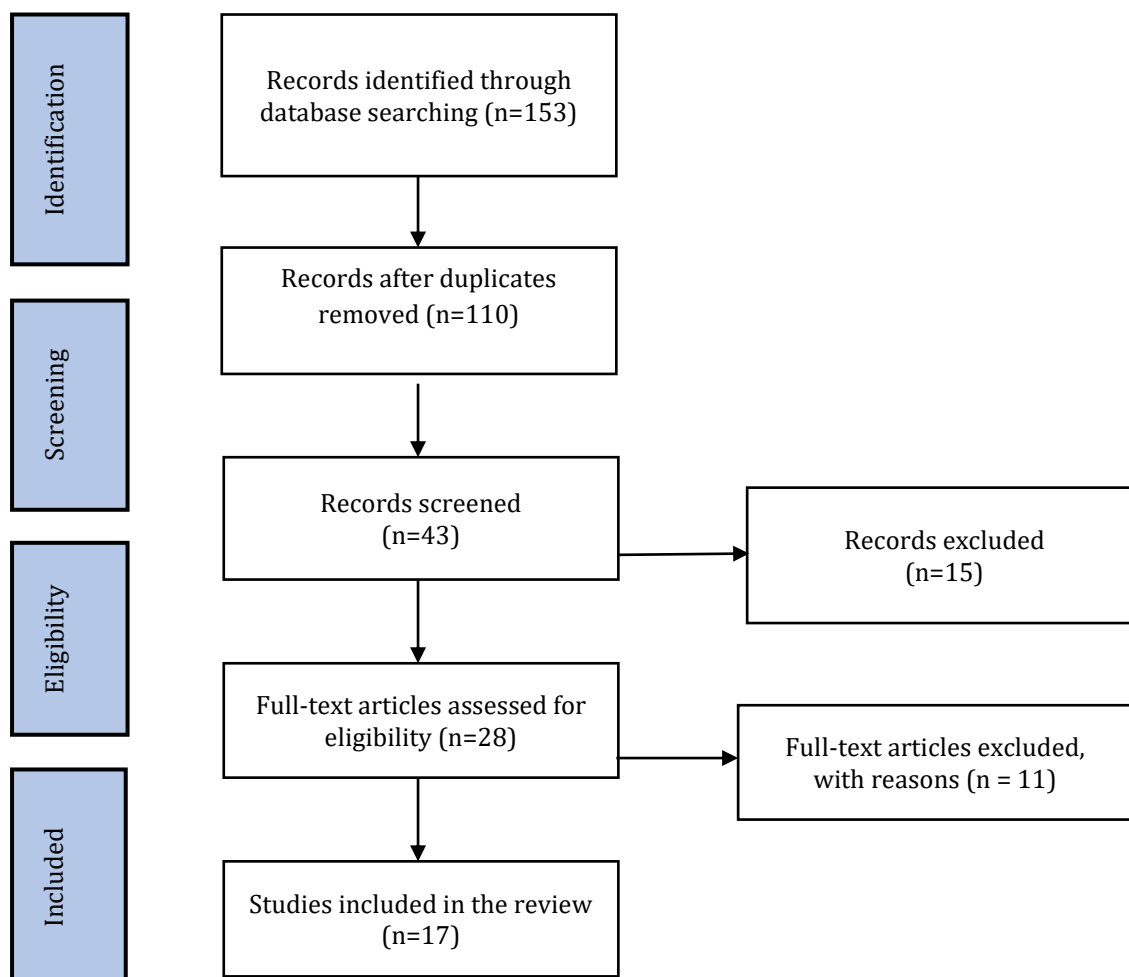 Identification
Records identified through
database searching (n=153)
Records after duplicates
removed (n=110)
Screening
Records screened
(n=43)
Records excluded
(n=15)
Eligibility
Full-text articles assessed for
eligibility (n=28)
Full-text articles excluded,
with reasons (n = 11)
Included
Studies included in the review
(n=17)